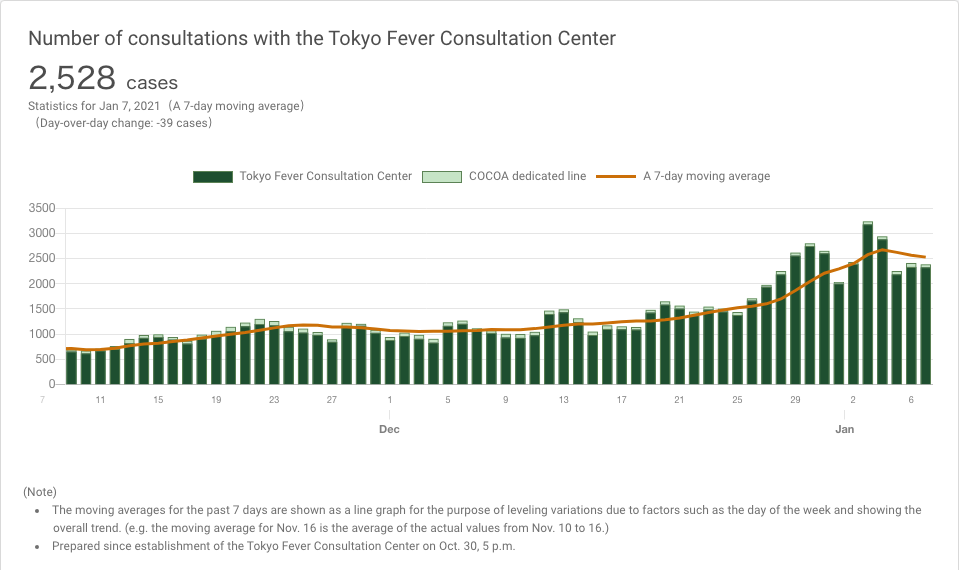 Number of consultations with the Tokyo Fever Consultation Center
2,528 cases
Statistics for Jan 7, 2021 (A 7-day moving average)
(Day-over-day change: -39 cases)
Tokyo Fever Consultation Center COCOA dedicated line A 7-day moving average
3500
3000
2500
2000
1500
1000
500
0
7 11 15 19 23 27 1 5 9 13 17 21 25 29 2 6
Dec Jan
(Note)
• The moving averages for the past 7 days are shown as a line graph for the purpose of leveling variations due to factors such as the day of the week and showing the
overall trend. (e.g. the moving average for Nov. 16 is the average of the actual values from Nov. 10 to 16.)
• Prepared since establishment of the Tokyo Fever Consultation Center on Oct. 30, 5 p.m.